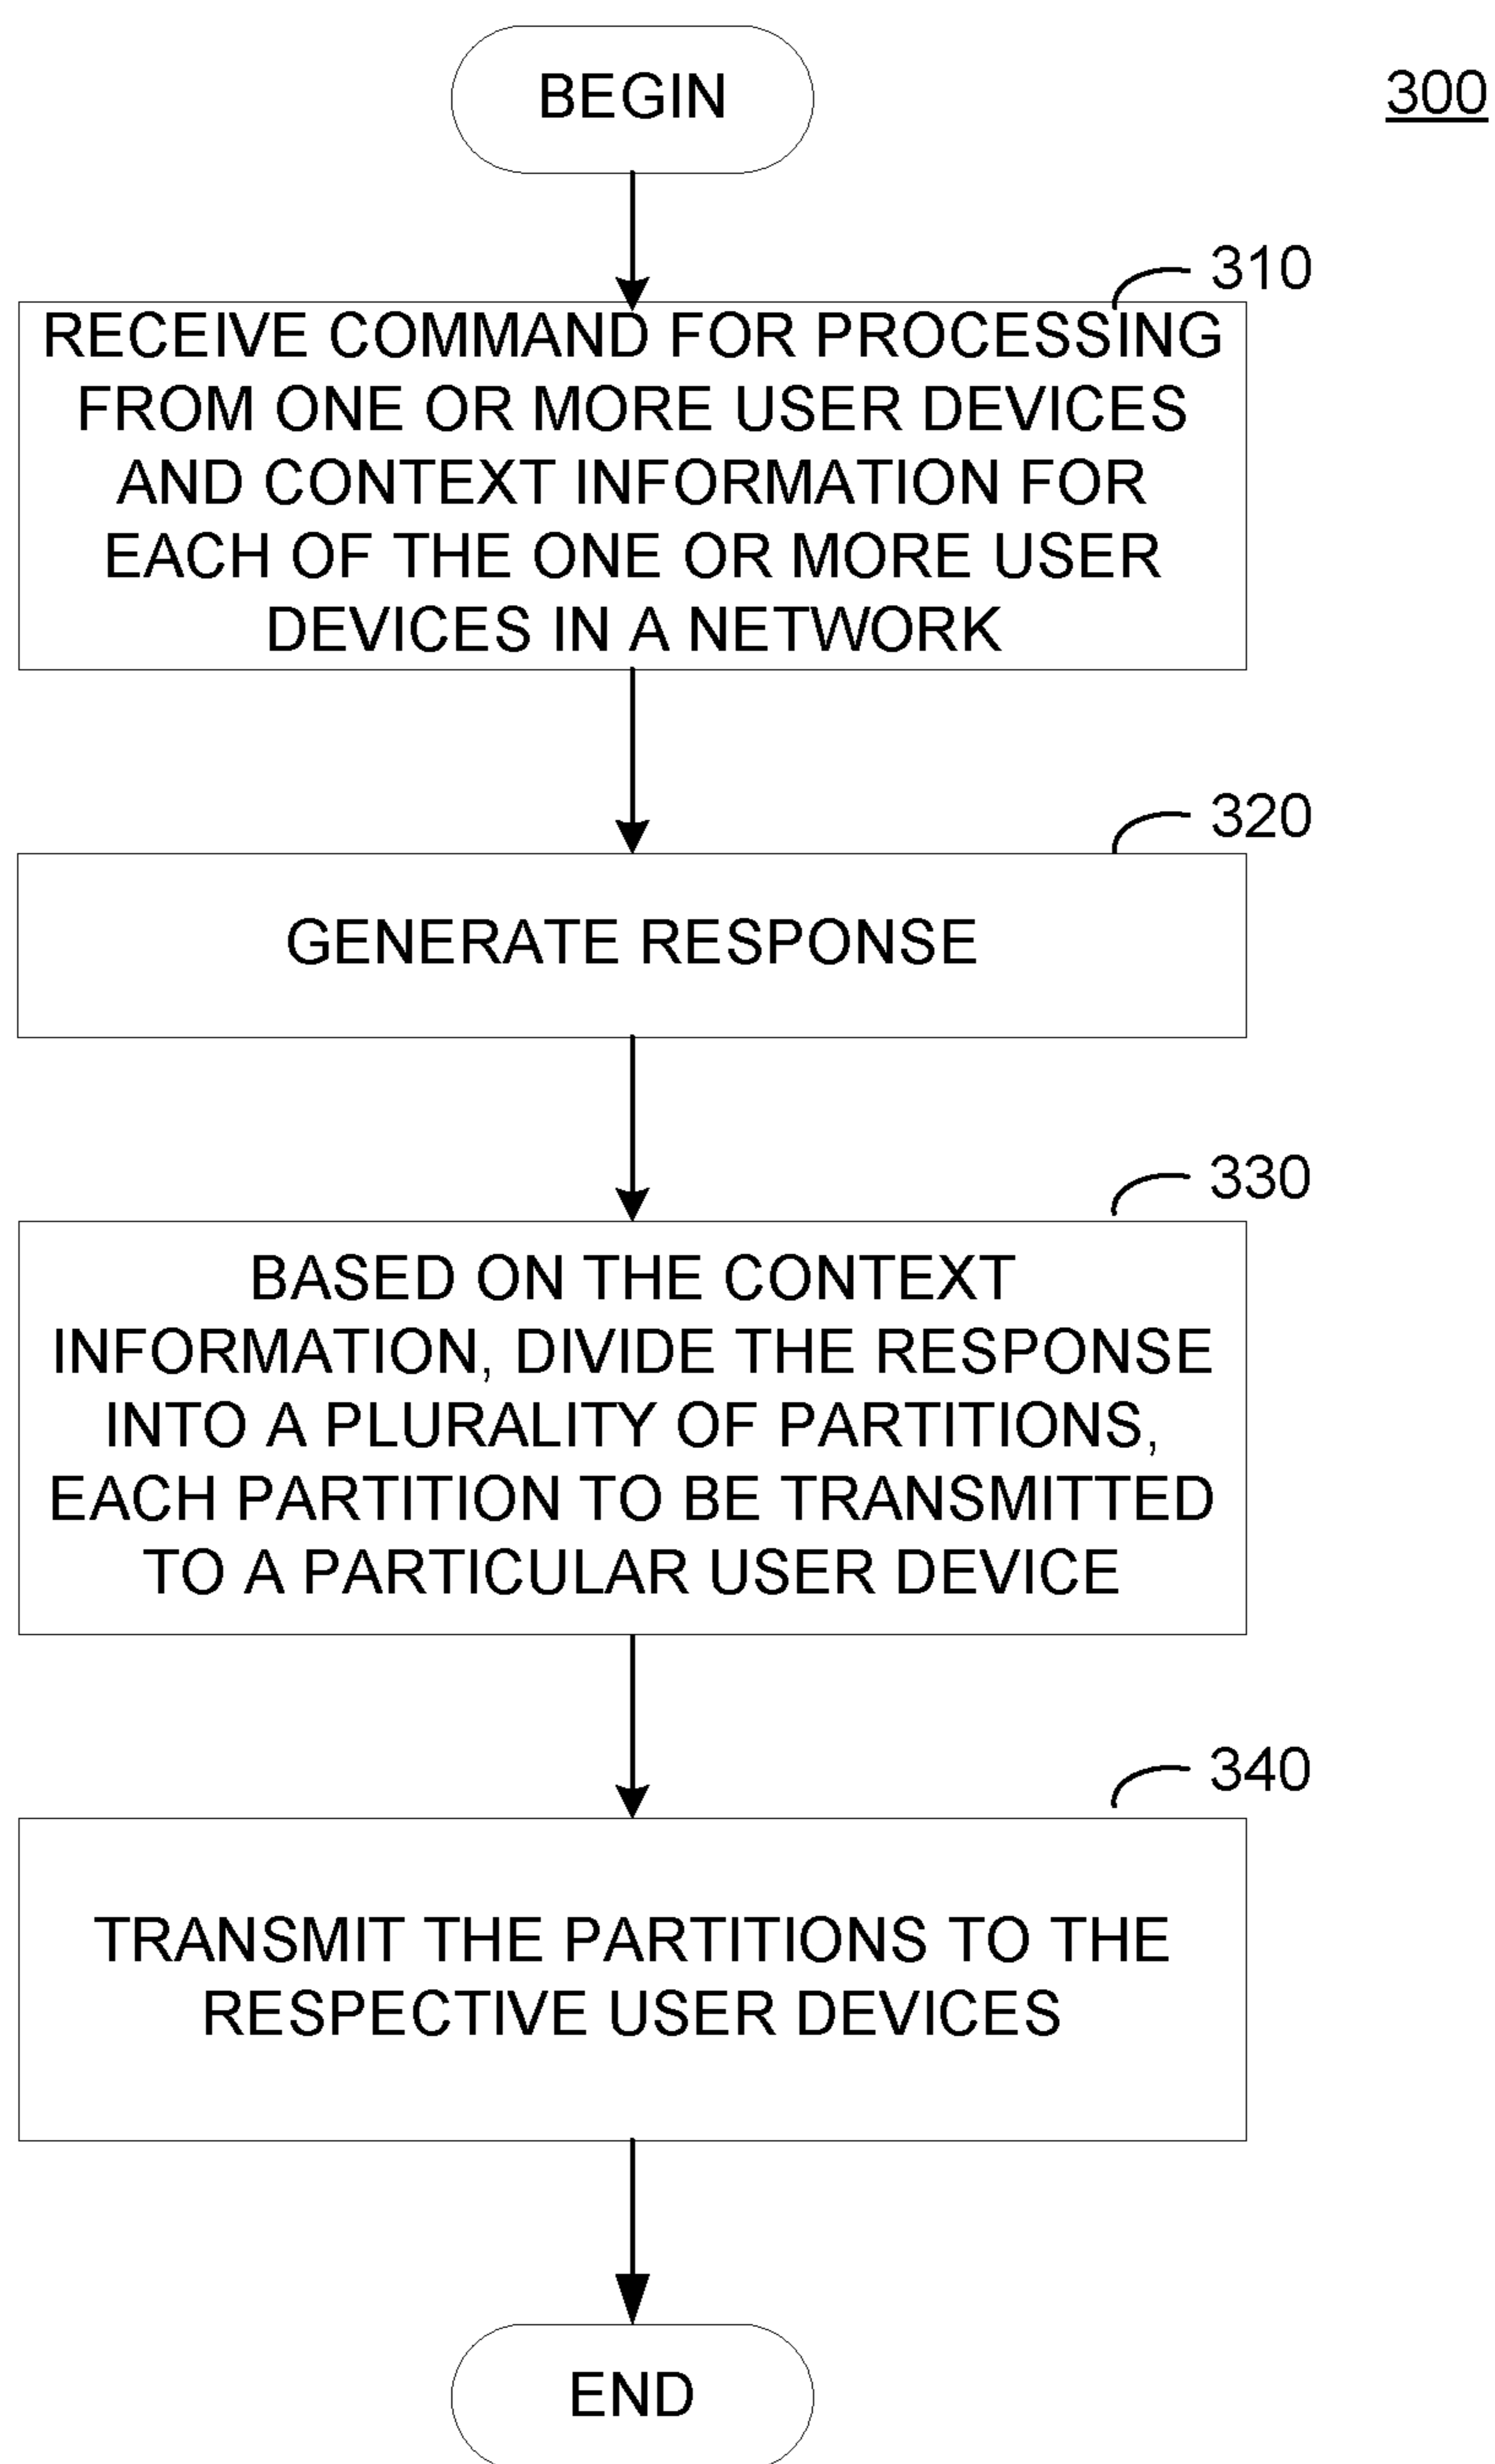 BEGIN
300
310
RECEIVE COMMAND FOR PROCESSING
FROM ONE OR MORE USER DEVICES
AND CONTEXT INFORMATION FOR
EACH OF THE ONE OR MORE USER
DEVICES IN A NETWORK
320
GENERATE RESPONSE
330
BASED ON THE CONTEXT
INFORMATION, DIVIDE THE RESPONSE
INTO A PLURALITY OF PARTITIONS,
EACH PARTITION TO BE TRANSMITTED
TO A PARTICULAR USER DEVICE
340
TRANSMIT THE PARTITIONS TO THE
RESPECTIVE USER DEVICES
END